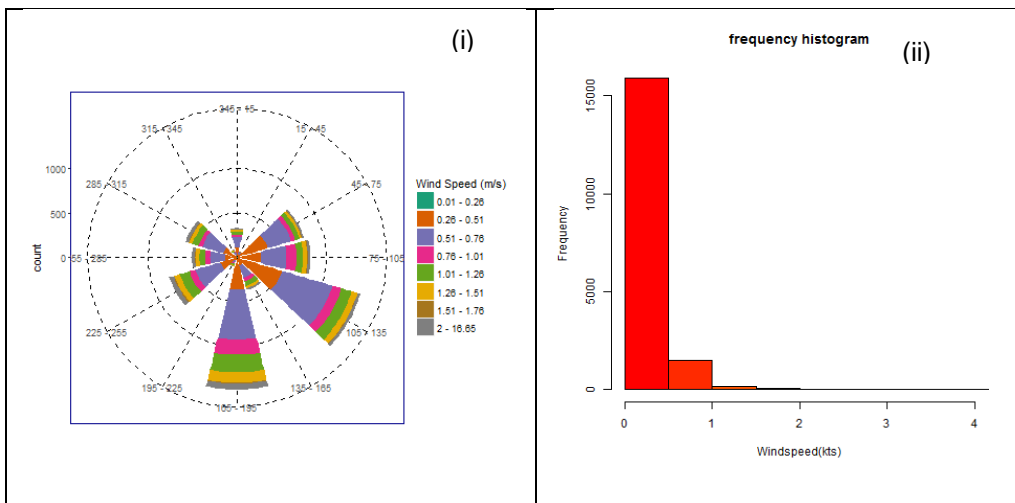 (i)
345 - 15
315 - 345
15 - 45
285 - 315
45 - 75
1000
500
0
55 - 285
75 - 105
225 - 255
105 - 135
195 - 225
135 - 165
165 - 195
count
Wind Speed (m/s)
0.01 - 0.26
0.26 - 0.51
0.51 - 0.76
0.76 - 1.01
1.01 - 1.26
1.26 - 1.51
1.51 - 1.76
2 - 16.65
frequency histogram
(ii)
Frequency
15000
10000
5000
0
0 1 2 3 4
Windspeed(kts)